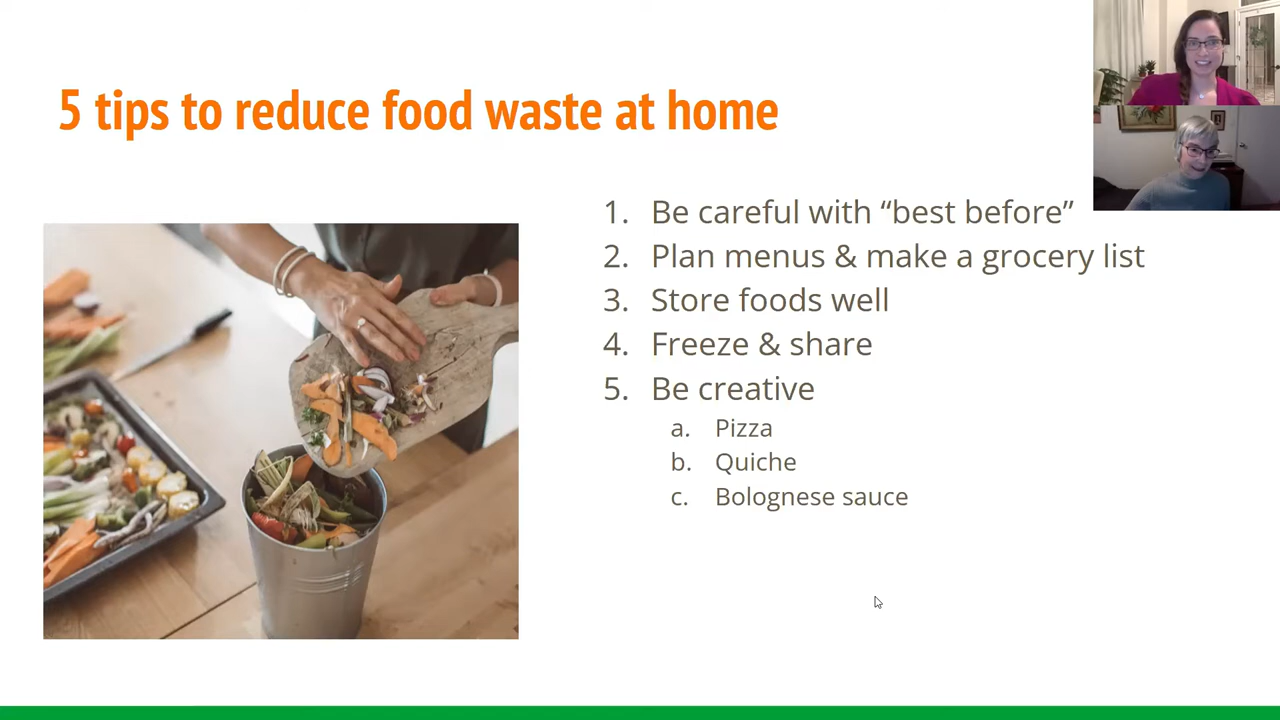 5 tips to reduce food waste at home
1. Be careful with “best before”
2. Plan menus & make a grocery list
3. Store foods well
4. Freeze & share
5. Be creative
a. Pizza
b. Quiche
c. Bolognese sauce